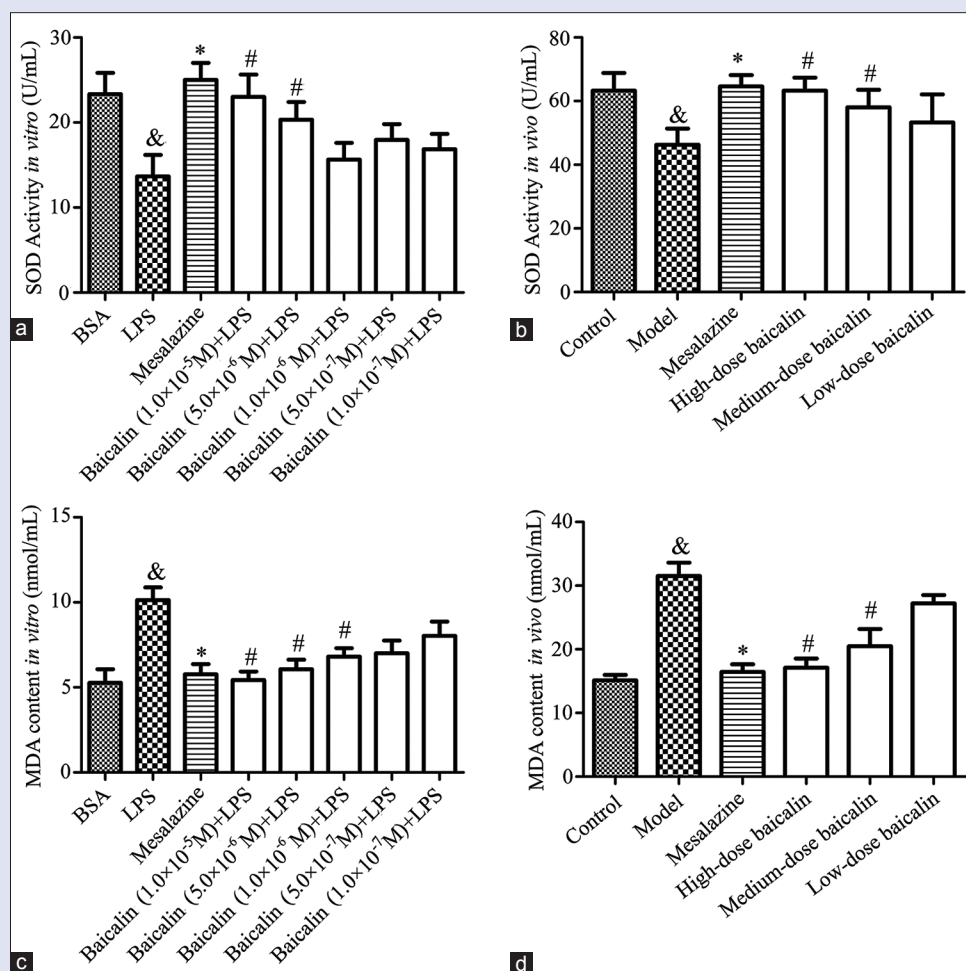 SOD Activity in vitro (U/mL)
30
20
10
0
&
*
#
#
BSA
LPS
Mesalazine
Baicalin (1.0×10⁻⁵M)+LPS
Baicalin (5.0×10⁻⁶M)+LPS
Baicalin (1.0×10⁻⁶M)+LPS
Baicalin (5.0×10⁻⁷M)+LPS
Baicalin (1.0×10⁻⁷M)+LPS
a
SOD Activity in vivo (U/mL)
80
60
40
20
0
&
*
#
#
Control
Model
Mesalazine
High-dose baicalin
Medium-dose baicalin
Low-dose baicalin
b
MDA content in vitro (nmol/mL)
15
10
5
0
&
*
#
#
#
BSA
LPS
Mesalazine
Baicalin (1.0×10⁻⁵M)+LPS
Baicalin (5.0×10⁻⁶M)+LPS
Baicalin (1.0×10⁻⁶M)+LPS
Baicalin (5.0×10⁻⁷M)+LPS
Baicalin (1.0×10⁻⁷M)+LPS
c
MDA content in vivo (nmol/mL)
40
30
20
10
0
&
*
#
#
Control
Model
Mesalazine
High-dose baicalin
Medium-dose baicalin
Low-dose baicalin
d